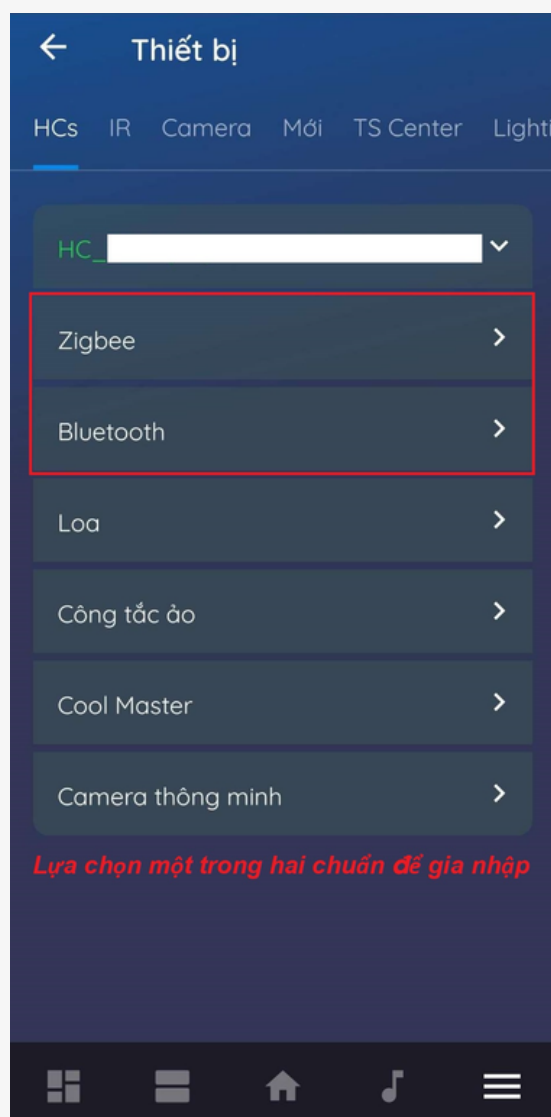 Thiết bị
HCs IR Camera Mới TS Center Lighti
HC_
Zigbee
Bluetooth
Loa
Công tắc ảo
Cool Master
Camera thông minh
Lựa chọn một trong hai chuẩn để gia nhập